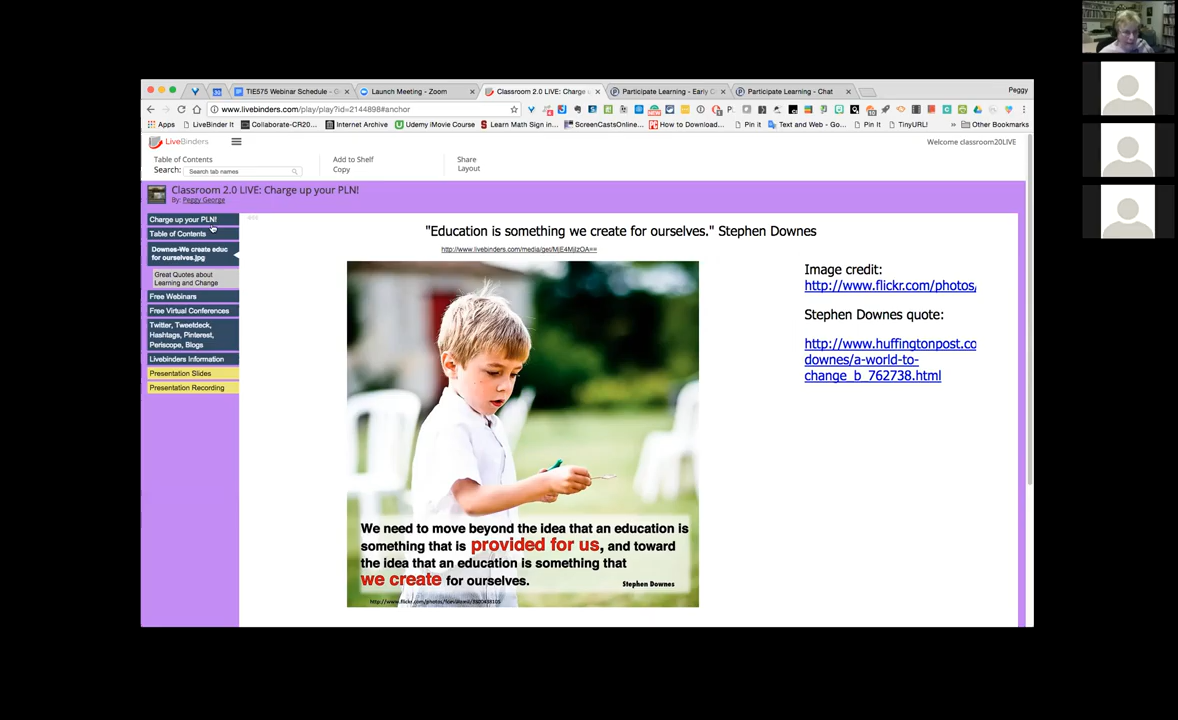 TIE575 Webinar Schedule - G
Launch Meeting - Zoom
Classroom 2.0 LIVE: Charge u
Participate Learning - Early C
Participate Learning - Chat
Peggy
www.livebinders.com/play/play?id=2144898#anchor
Apps
LiveBinder It
Collaborate-CR20...
Internet Archive
Udemy iMovie Course
Learn Math Sign in...
ScreenCastsOnline...
How to Download...
Pin it
Text and Web - Go...
Pin It
TinyURL!
» Other Bookmarks
LiveBinders
Welcome classroom20LIVE
Table of Contents
Add to Shelf
Share
Search: Search tab names
Copy
Layout
Classroom 2.0 LIVE: Charge up your PLN!
By: Peggy George
Charge up your PLN!
Table of Contents
Downes-We create educ
for ourselves.jpg
Great Quotes about
Learning and Change
Free Webinars
Free Virtual Conferences
Twitter, Tweetdeck,
Hashtags, Pinterest,
Periscope, Blogs
Livebinders Information
Presentation Slides
Presentation Recording
"Education is something we create for ourselves." Stephen Downes
Image credit:
http://www.flickr.com/photos,
Stephen Downes quote:
http://www.huffingtonpost.co
downes/a-world-to-
change_b_762738.html
We need to move beyond the idea that an education is
something that is provided for us, and toward
the idea that an education is something that
we create for ourselves.
Stephen Downes